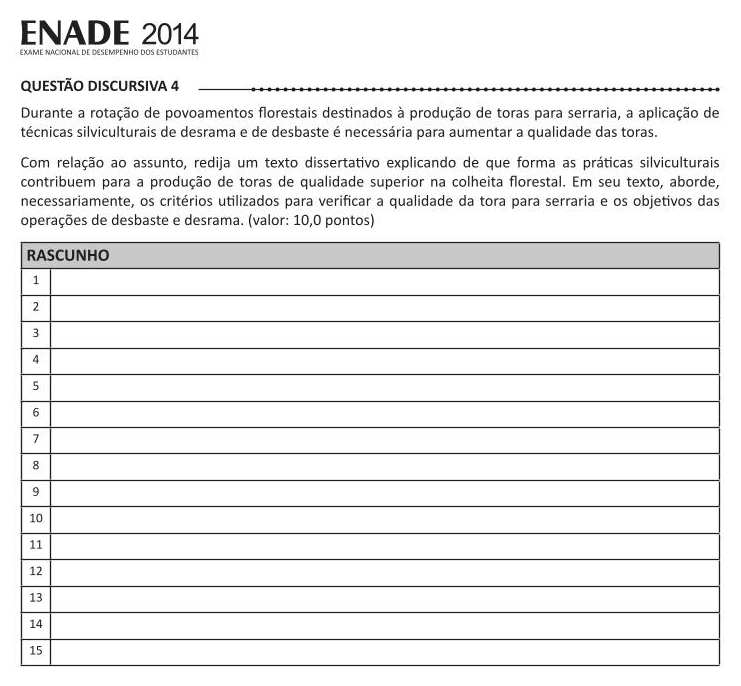 ENADE 2014
EXAME NACIONAL DE DESEMPENHO DOS ESTUDANTES
QUESTÃO DISCURSIVA 4
Durante a rotação de povoamentos florestais destinados à produção de toras para serraria, a aplicação de
técnicas silviculturais de desrama e de desbaste é necessária para aumentar a qualidade das toras.
Com relação ao assunto, redija um texto dissertativo explicando de que forma as práticas silviculturais
contribuem para a produção de toras de qualidade superior na colheita florestal. Em seu texto, aborde,
necessariamente, os critérios utilizados para verificar a qualidade da tora para serraria e os objetivos das
operações de desbaste e desrama. (valor: 10,0 pontos)
RASCUNHO
1
2
3
4
5
6
7
8
9
10
11
12
13
14
15